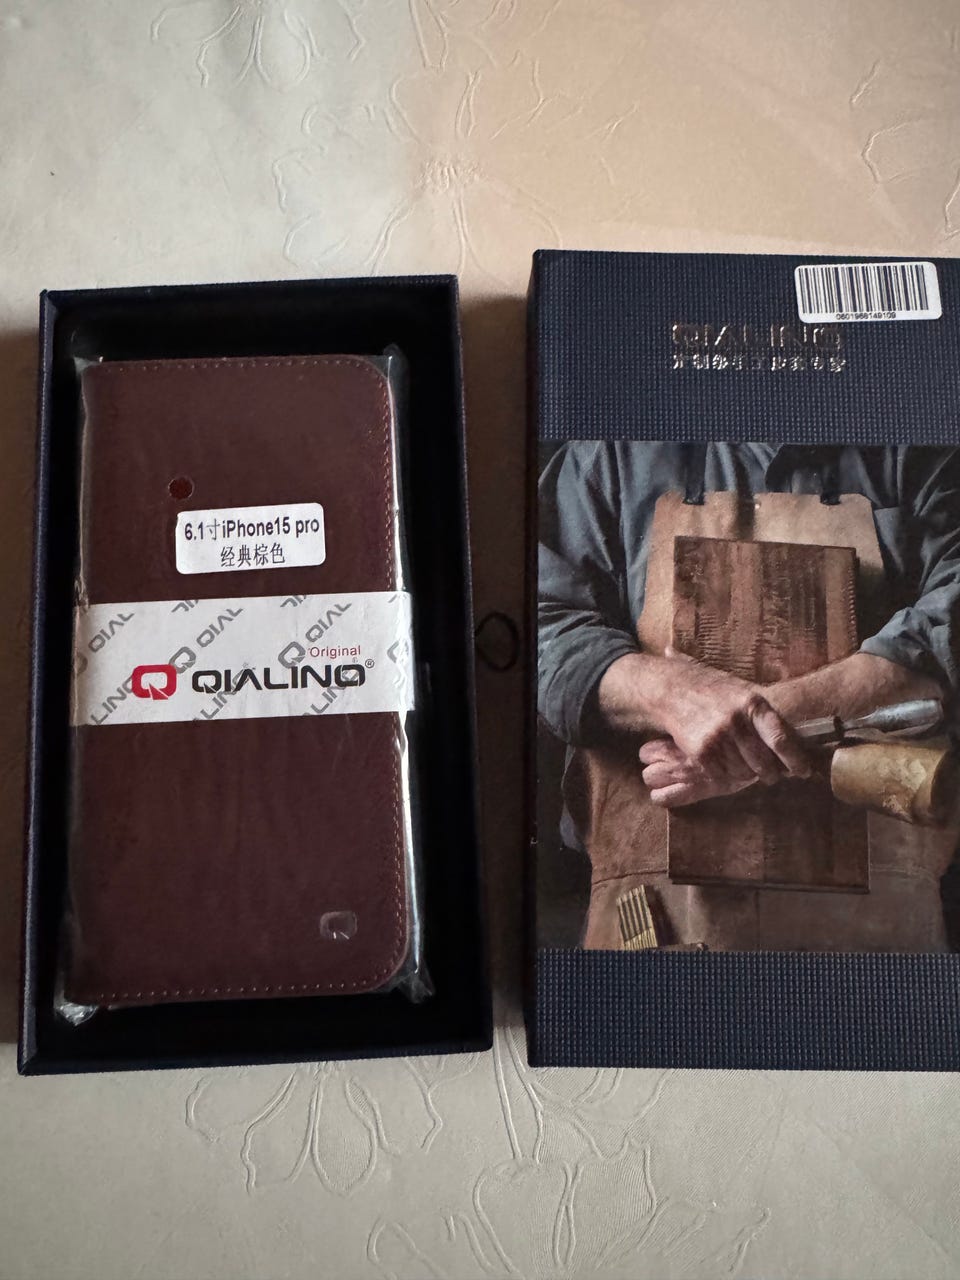 6.1寸iPhone15 pro
经典棕色
Original
QIALINO®
QIALINO
0601968149109